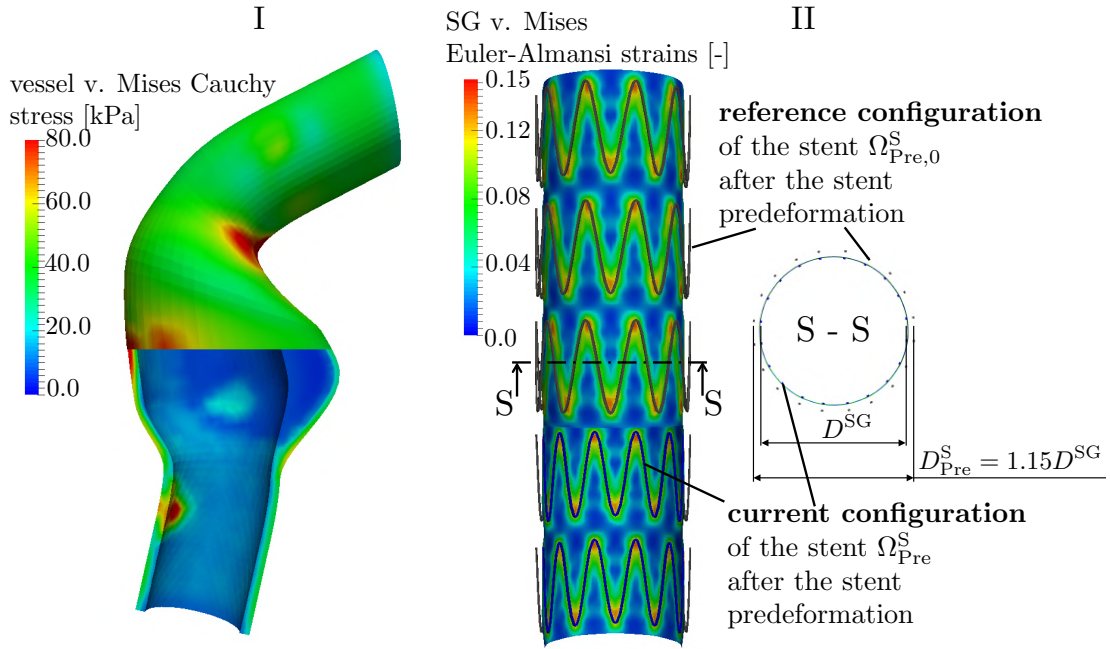 I
vessel v. Mises Cauchy
stress [kPa]
80.0
60.0
40.0
20.0
0.0
II
SG v. Mises
Euler-Almansi strains [-]
0.15
0.12
0.08
0.04
0.0
reference configuration
of the stent Ω^S_Pre,0
after the stent
predeformation
S - S
S
S
D^SG
D^S_Pre = 1.15D^SG
current configuration
of the stent Ω^S_Pre
after the stent
predeformation